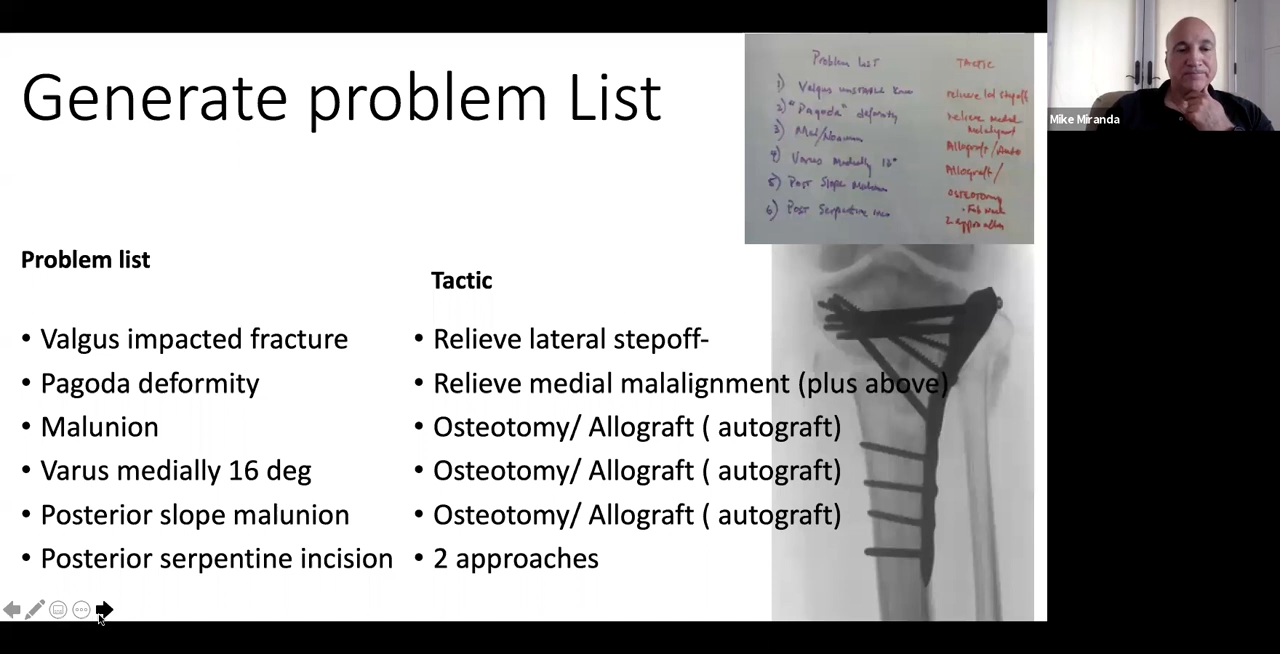 Generate problem List
Problem list
Tactic
• Valgus impacted fracture
• Relieve lateral stepoff-
• Pagoda deformity
• Relieve medial malalignment (plus above)
• Malunion
• Osteotomy/ Allograft ( autograft)
• Varus medially 16 deg
• Osteotomy/ Allograft ( autograft)
• Posterior slope malunion
• Osteotomy/ Allograft ( autograft)
• Posterior serpentine incision
• 2 approaches
Problem List
TACTIC
1) Valgus unstable knee
relieve lat stepoff
2) "Pagoda" deformity
relieve medial
malalignment
3) Mal/Nonunion
Allograft/Auto
4) Varus medially
Allograft/
5) Post Slope Malunion
OSTEOTOMY
6) Post Serpentine
2 approaches
Mike Miranda